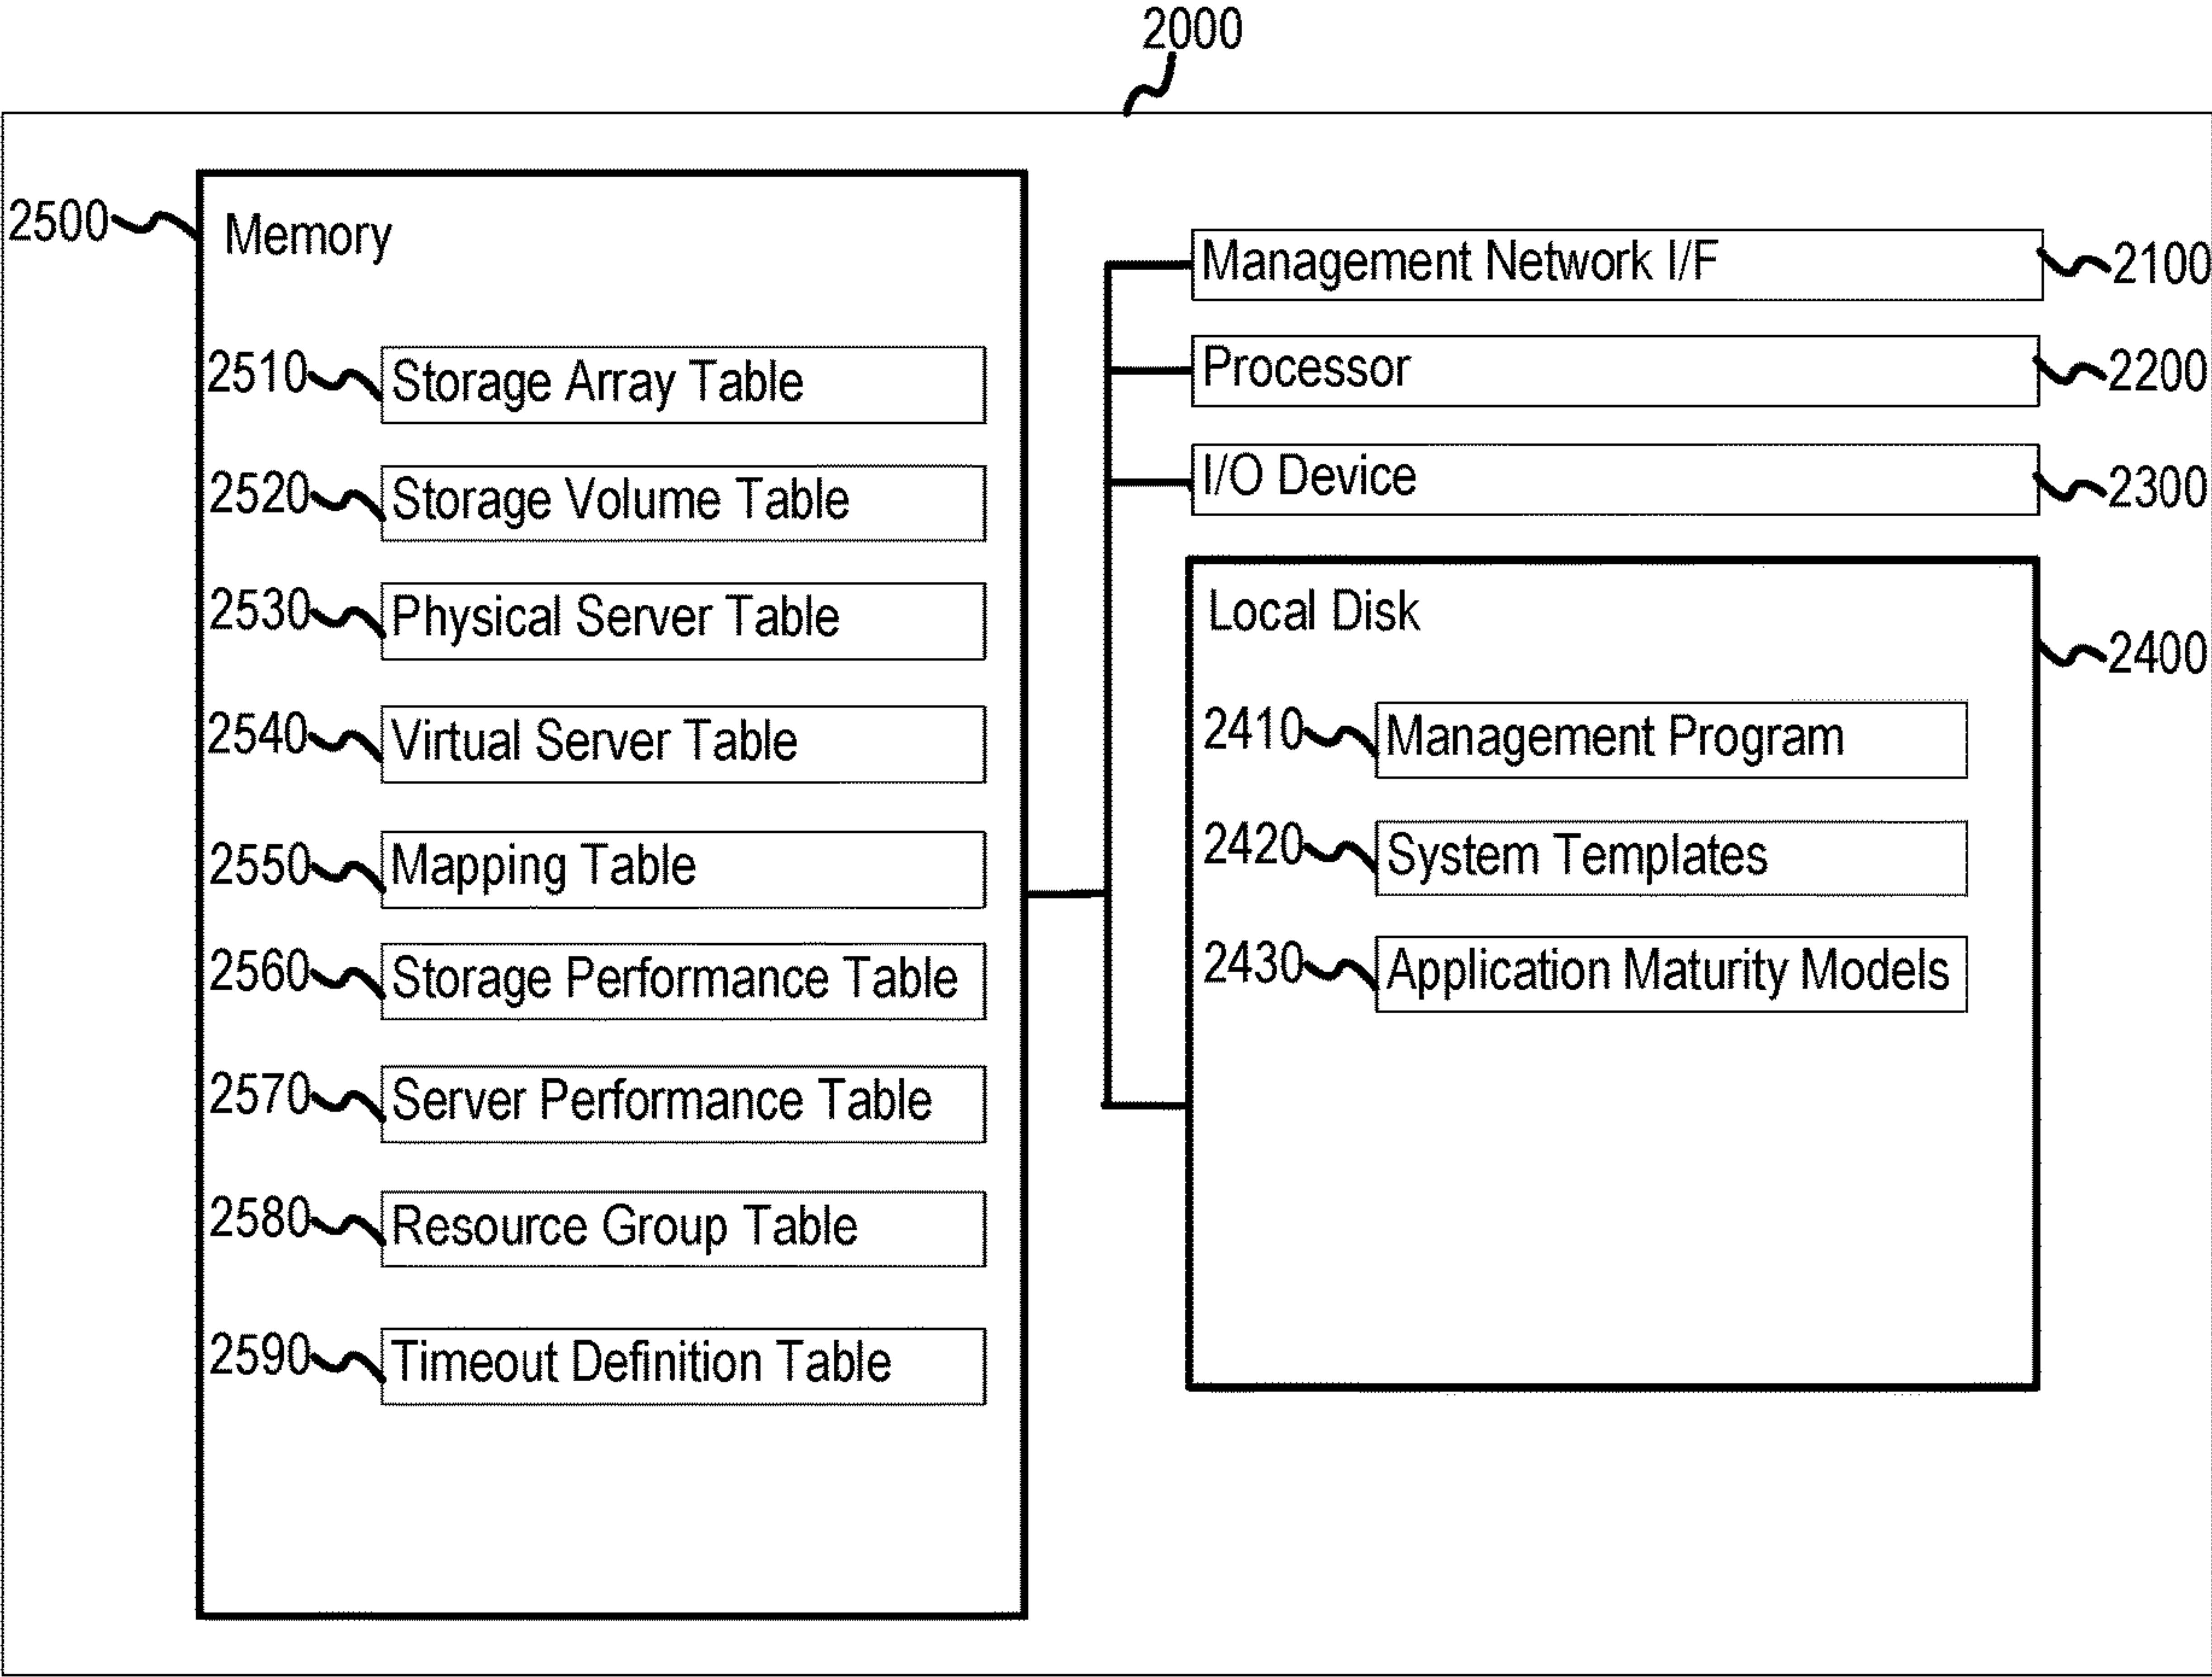 2000
2500
Memory
2510
Storage Array Table
2520
Storage Volume Table
2530
Physical Server Table
2540
Virtual Server Table
2550
Mapping Table
2560
Storage Performance Table
2570
Server Performance Table
2580
Resource Group Table
2590
Timeout Definition Table
Management Network I/F
2100
Processor
2200
I/O Device
2300
Local Disk
2400
2410
Management Program
2420
System Templates
2430
Application Maturity Models